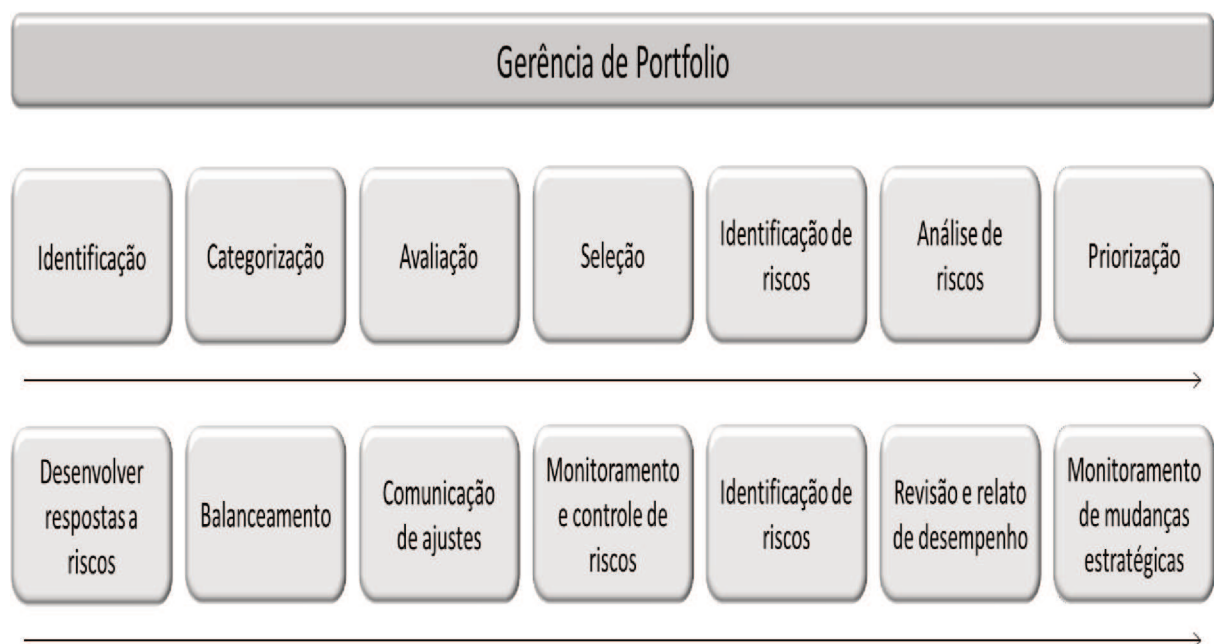 Gerência de Portfolio
Identificação
Categorização
Avaliação
Seleção
Identificação de
riscos
Análise de
riscos
Priorização
Desenvolver
respostas a
riscos
Balanceamento
Comunicação
de ajustes
Monitoramento
e controle de
riscos
Identificação de
riscos
Revisão e relato
de desempenho
Monitoramento
de mudanças
estratégicas